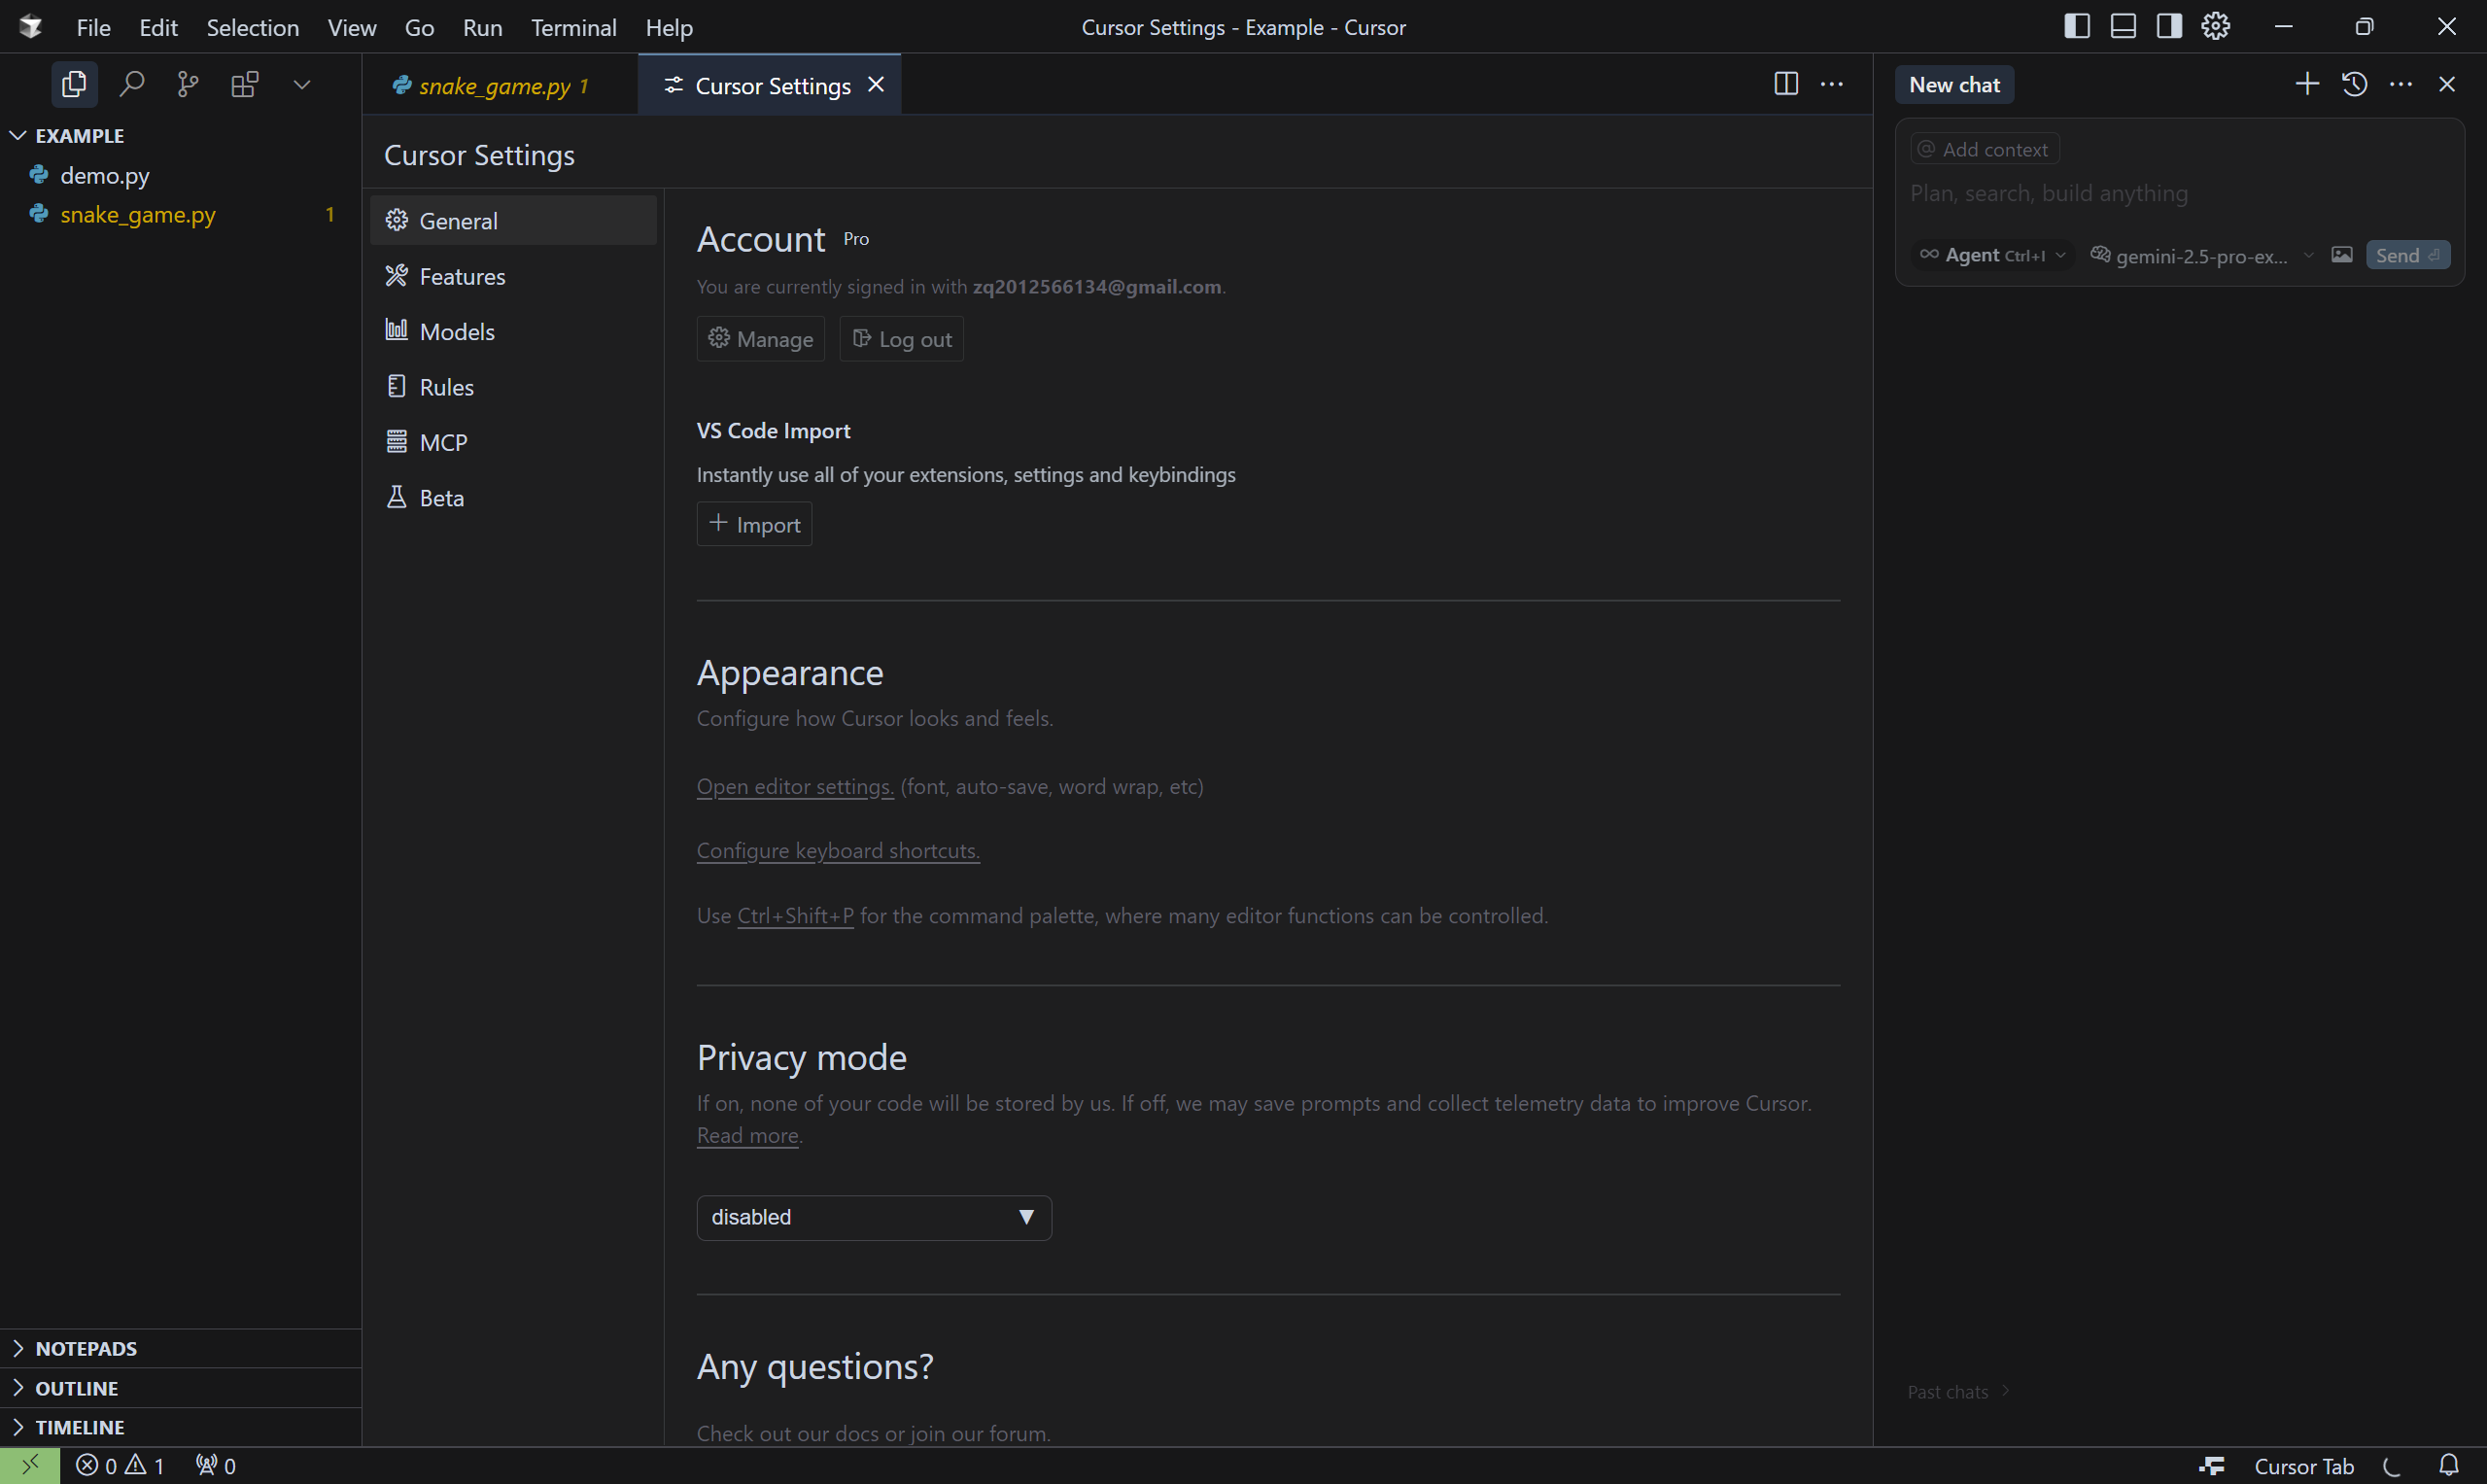 File Edit Selection View Go Run Terminal Help
Cursor Settings - Example - Cursor
EXAMPLE
demo.py
snake_game.py 1
NOTEPADS
OUTLINE
TIMELINE
snake_game.py 1
Cursor Settings
Cursor Settings
General
Features
Models
Rules
MCP
Beta
Account Pro
You are currently signed in with zq2012566134@gmail.com.
Manage Log out
VS Code Import
Instantly use all of your extensions, settings and keybindings
Import
Appearance
Configure how Cursor looks and feels.
Open editor settings. (font, auto-save, word wrap, etc)
Configure keyboard shortcuts.
Use Ctrl+Shift+P for the command palette, where many editor functions can be controlled.
Privacy mode
If on, none of your code will be stored by us. If off, we may save prompts and collect telemetry data to improve Cursor.
Read more.
disabled
Any questions?
Check out our docs or join our forum.
New chat
@ Add context
Plan, search, build anything
Agent Ctrl+I gemini-2.5-pro-ex... Send
Past chats
0 1 0
Cursor Tab